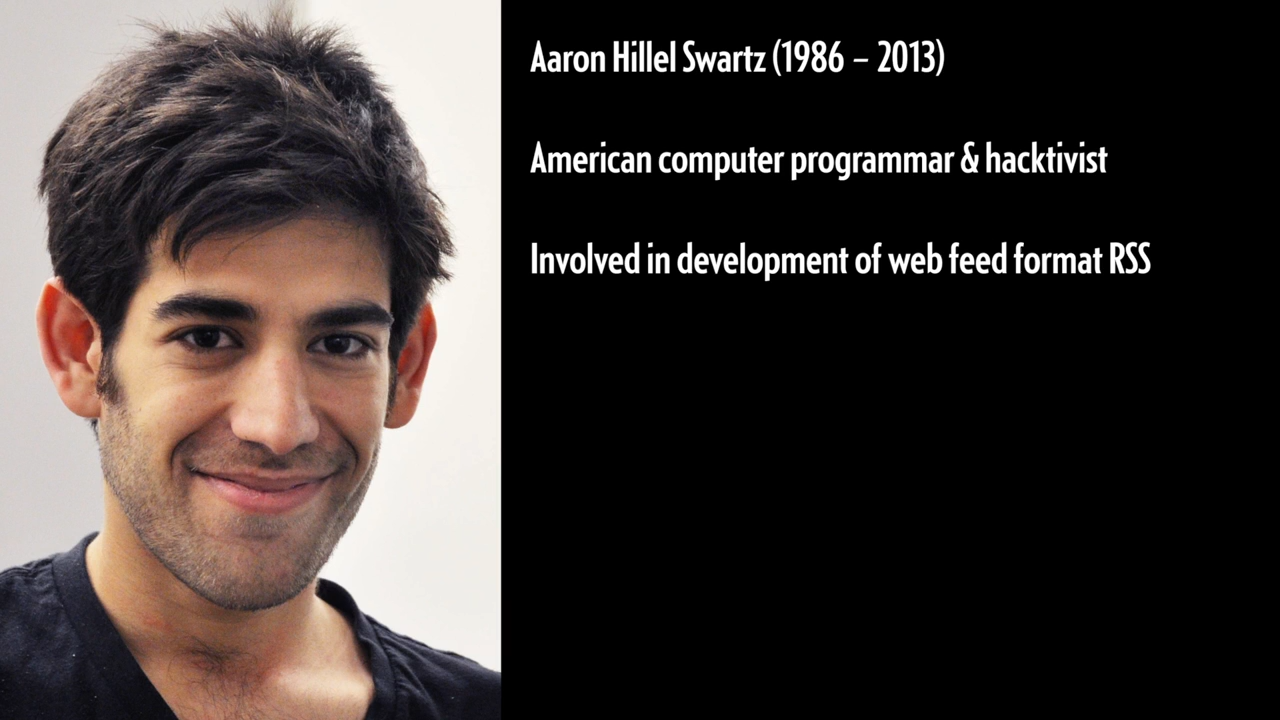 Aaron Hillel Swartz (1986 – 2013)
American computer programmar & hacktivist
Involved in development of web feed format RSS